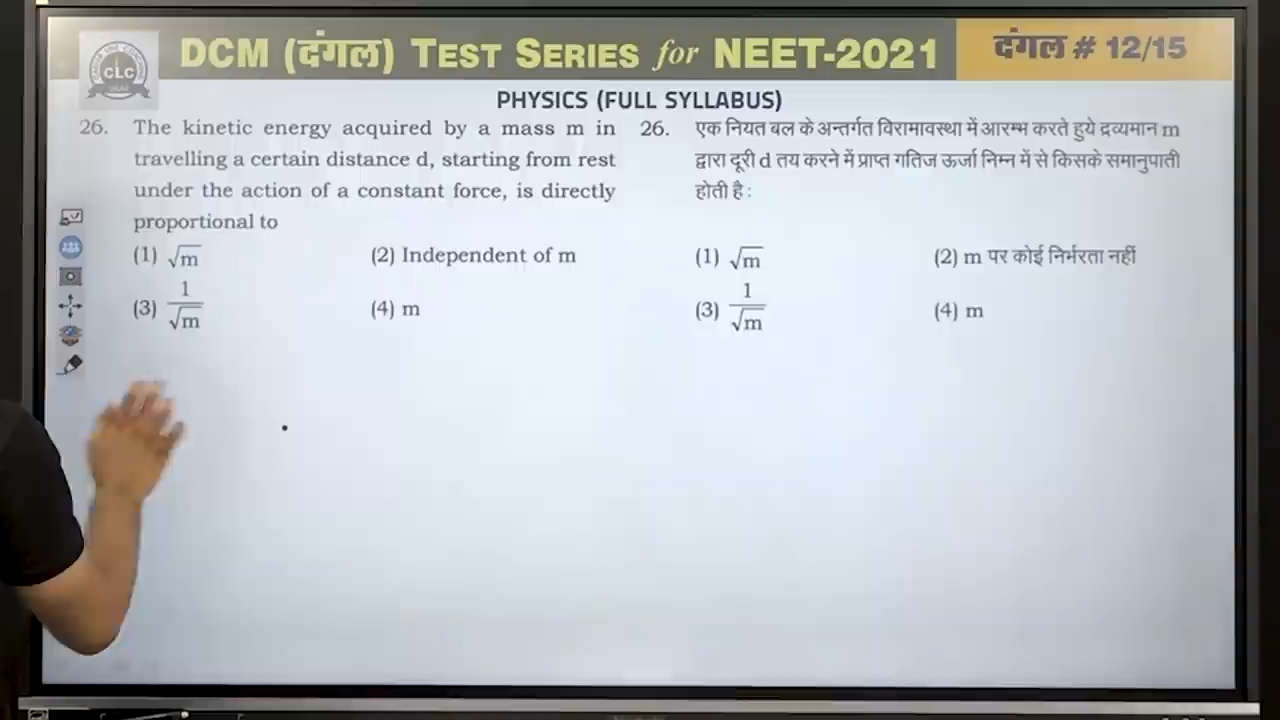 DCM (दंगल) TEST SERIES for NEET-2021
दंगल # 12/15
CLC
PHYSICS (FULL SYLLABUS)
26. The kinetic energy acquired by a mass m in
travelling a certain distance d, starting from rest
under the action of a constant force, is directly
proportional to
(1) √m (2) Independent of m
(3) 1/√m (4) m
26. एक नियत बल के अन्तर्गत विरामावस्था में आरम्भ करते हुये द्रव्यमान m
द्वारा दूरी d तय करने में प्राप्त गतिज ऊर्जा निम्न में से किसके समानुपाती
होती है :
(1) √m (2) m पर कोई निर्भरता नहीं
(3) 1/√m (4) m